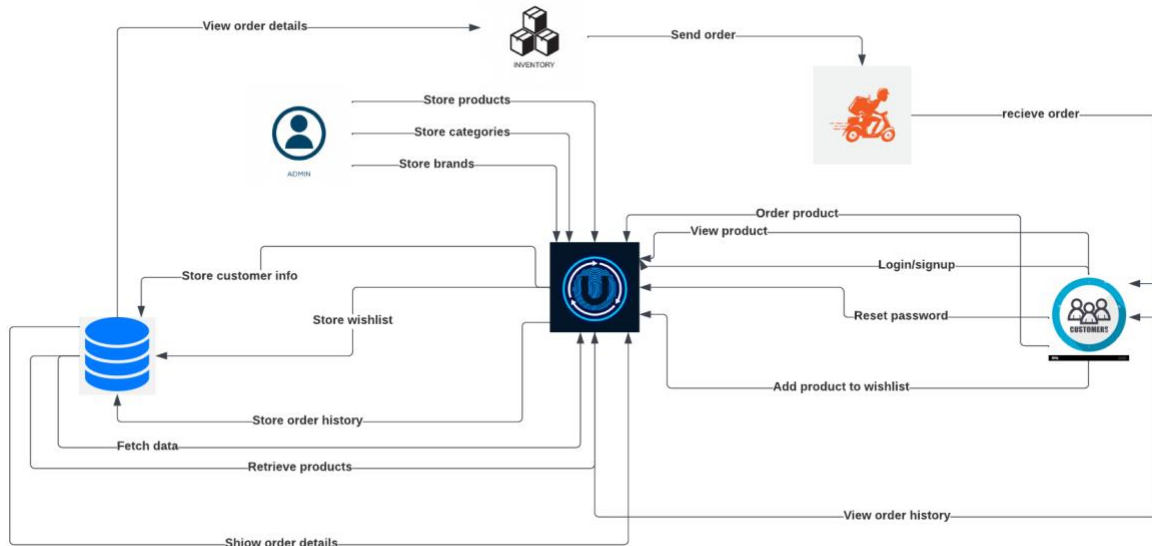 View order details
Send order
INVENTORY
recieve order
Store products
Store categories
Store brands
ADMIN
Order product
View product
Login/signup
Store customer info
U
Store wishlist
Reset password
CUSTOMERS
Add product to wishlist
Store order history
Fetch data
Retrieve products
View order history
Shiow order details